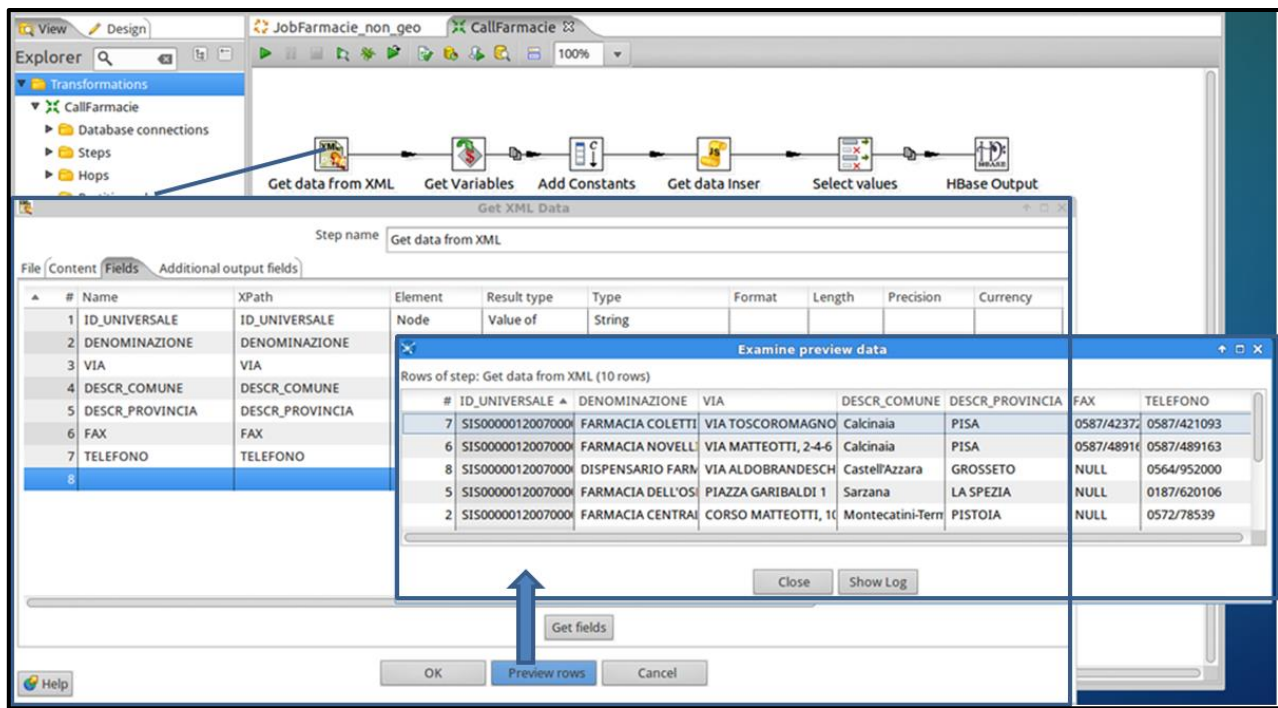 View Design JobFarmacie_non_geo CallFarmacie
Explorer 100%
Transformations
CallFarmacie
Database connections
Steps
Hops
XML JS HBASE
Get data from XML Get Variables Add Constants Get data Inser Select values HBase Output
Get XML Data
Step name Get data from XML
File Content Fields Additional output fields
# Name XPath Element Result type Type Format Length Precision Currency
1 ID_UNIVERSALE ID_UNIVERSALE Node Value of String
2 DENOMINAZIONE DENOMINAZIONE
3 VIA VIA
4 DESCR_COMUNE DESCR_COMUNE
5 DESCR_PROVINCIA DESCR_PROVINCIA
6 FAX FAX
7 TELEFONO TELEFONO
8
Examine preview data
Rows of step: Get data from XML (10 rows)
# ID_UNIVERSALE DENOMINAZIONE VIA DESCR_COMUNE DESCR_PROVINCIA FAX TELEFONO
7 SIS00000120070000 FARMACIA COLETTI VIA TOSCOROMAGNO Calcinaia PISA 0587/42372 0587/421093
6 SIS00000120070000 FARMACIA NOVELL VIA MATTEOTTI, 2-4-6 Calcinaia PISA 0587/48916 0587/489163
8 SIS00000120070000 DISPENSARIO FARM VIA ALDOBRANDESCH Castell'Azzara GROSSETO NULL 0564/952000
5 SIS00000120070000 FARMACIA DELL'OS PIAZZA GARIBALDI 1 Sarzana LA SPEZIA NULL 0187/620106
2 SIS00000120070000 FARMACIA CENTRAL CORSO MATTEOTTI, 10 Montecatini-Term PISTOIA NULL 0572/78539
Close Show Log
Get fields
OK Preview rows Cancel
Help